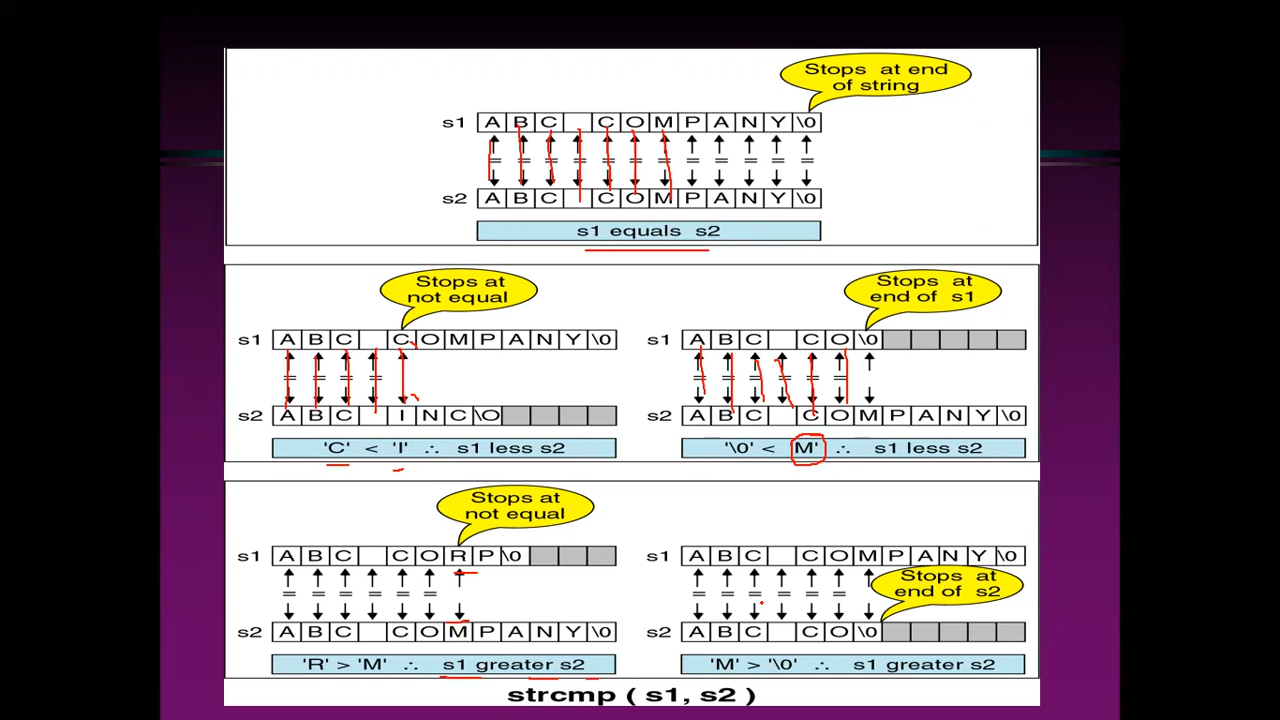 Stops at end
of string
s1 A B C C O M P A N Y \0
= = = = = = = = = = = =
s2 A B C C O M P A N Y \0
s1 equals s2
Stops at
not equal
s1 A B C C O M P A N Y \0
= = = =
s2 A B C I N C \O
'C' < 'I' ∴ s1 less s2
Stops at
end of s1
s1 A B C C O \0
= = = = = =
s2 A B C C O M P A N Y \0
'\0' < M' ∴ s1 less s2
Stops at
not equal
s1 A B C C O R P \0
= = = = = =
s2 A B C C O M P A N Y \0
'R' > 'M' ∴ s1 greater s2
s1 A B C C O M P A N Y \0
Stops at
end of s2
= = = = = =
s2 A B C C O \0
'M' > '\0' ∴ s1 greater s2
strcmp ( s1, s2 )